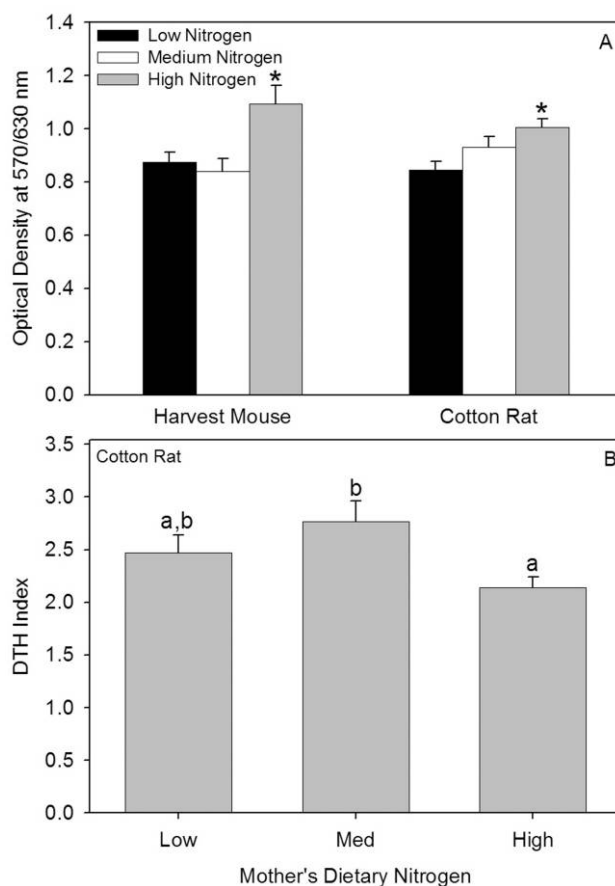 A
Low Nitrogen
Medium Nitrogen
High Nitrogen
*
*
1.4
1.2
1.0
0.8
0.6
0.4
0.2
0.0
Optical Density at 570/630 nm
Harvest Mouse Cotton Rat
Cotton Rat B
3.5
3.0
2.5
2.0
1.5
1.0
0.5
0.0
DTH Index
a,b
b
a
Low Med High
Mother's Dietary Nitrogen